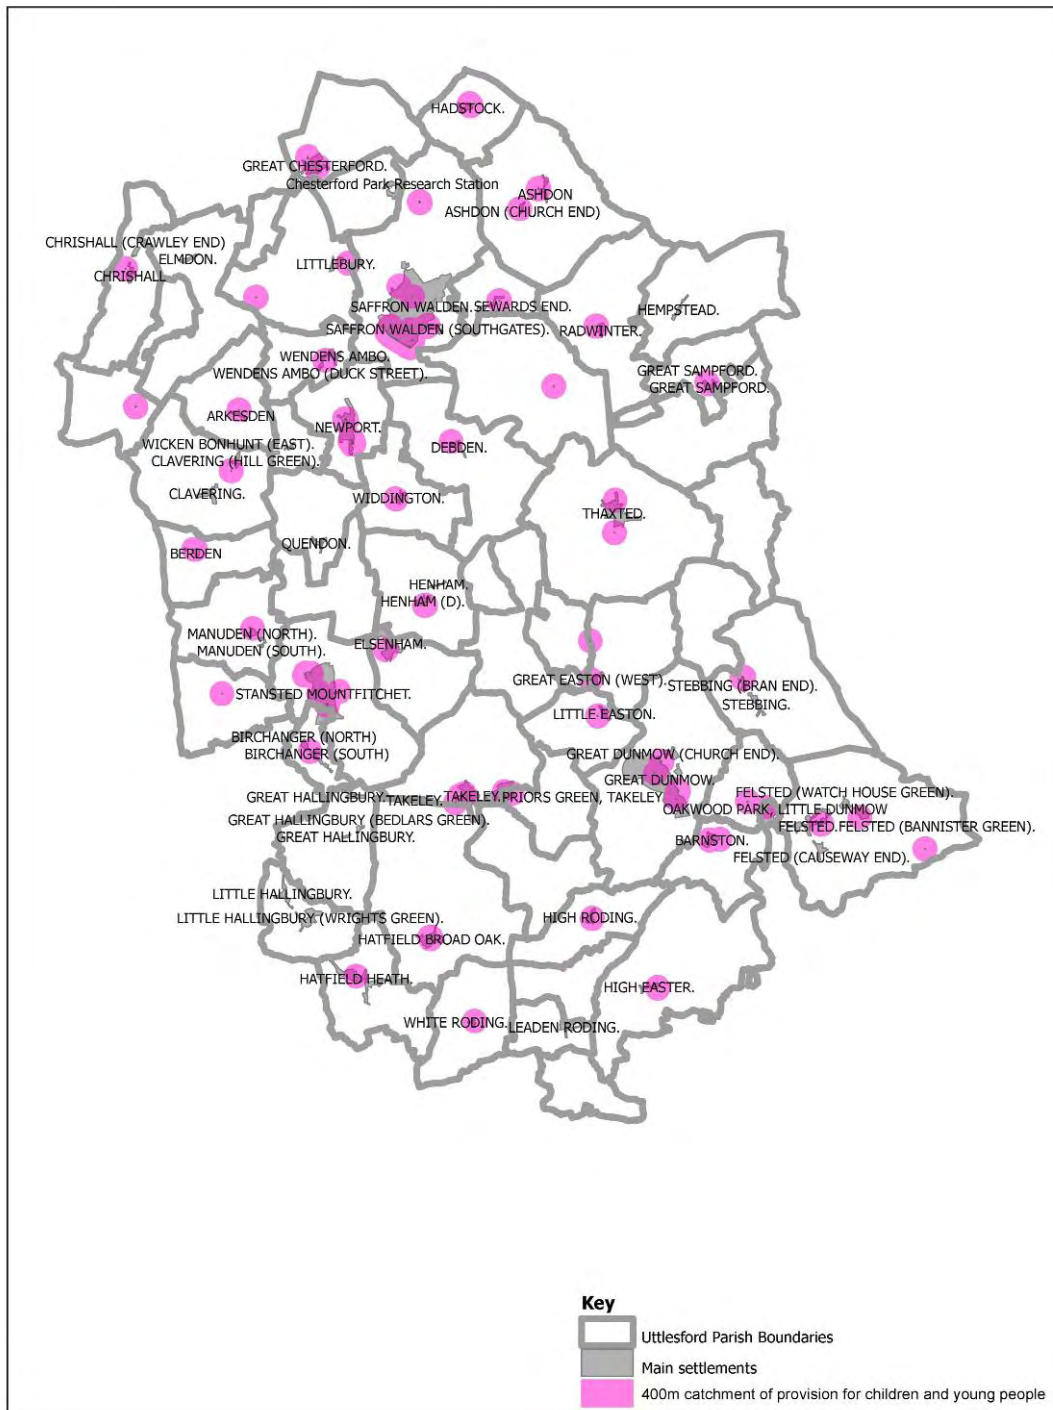 HADSTOCK.
GREAT CHESTERFORD.
Chesterford Park Research Station
ASHDON
ASHDON (CHURCH END)
CHRISHALL (CRAWLEY END)
ELMDON.
CHRISHALL
LITTLEBURY.
SAFFRON WALDEN.
SEWARDS END.
HEMPSTEAD.
SAFFRON WALDEN (SOUTHGATES).
RADWINTER.
WENDENS AMBO.
WENDENS AMBO (DUCK STREET).
GREAT SAMPFORD.
GREAT SAMPFORD.
ARKESDEN
NEWPORT.
WICKEN BONHUNT (EAST).
DEBDEN.
CLAVERING (HILL GREEN).
CLAVERING.
WIDDINGTON.
THAXTED.
BERDEN
QUENDON.
HENHAM.
HENHAM (D).
MANUDEN (NORTH).
MANUDEN (SOUTH).
ELSENHAM.
GREAT EASTON (WEST).
STEBBING (BRAN END).
STANSTED MOUNTFITCHET.
STEBBING.
LITTLE EASTON.
BIRCHANGER (NORTH)
BIRCHANGER (SOUTH)
GREAT DUNMOW (CHURCH END).
GREAT DUNMOW.
FELSTED (WATCH HOUSE GREEN).
GREAT HALLINGBURY.
TAKELEY.
TAKELEY.
PRIORS GREEN, TAKELEY
OAKWOOD PARK, LITTLE DUNMOW
GREAT HALLINGBURY (BEDLARS GREEN).
FELSTED.
FELSTED (BANNISTER GREEN).
GREAT HALLINGBURY.
BARNSTON.
FELSTED (CAUSEWAY END).
LITTLE HALLINGBURY.
LITTLE HALLINGBURY (WRIGHTS GREEN).
HIGH RODING.
HATFIELD BROAD OAK.
HATFIELD HEATH.
HIGH EASTER.
WHITE RODING.
LEADEN RODING.
Key
Uttlesford Parish Boundaries
Main settlements
400m catchment of provision for children and young people